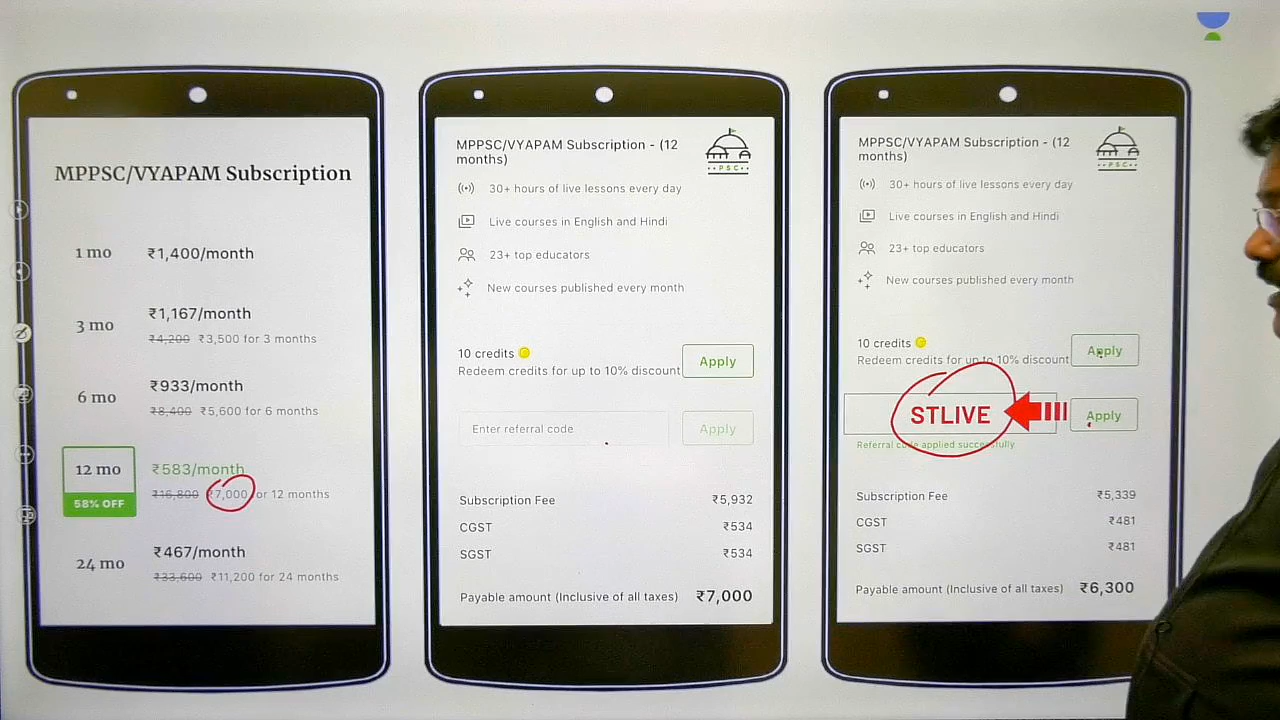 MPPSC/VYAPAM Subscription
1 mo
₹1,400/month
3 mo
₹1,167/month
₹4,200 ₹3,500 for 3 months
6 mo
₹933/month
₹8,400 ₹5,600 for 6 months
12 mo
58% OFF
₹583/month
₹16,800 ₹7,000 for 12 months
24 mo
₹467/month
₹33,600 ₹11,200 for 24 months
MPPSC/VYAPAM Subscription - (12
months)
PSC
30+ hours of live lessons every day
Live courses in English and Hindi
23+ top educators
New courses published every month
10 credits
Redeem credits for up to 10% discount
Apply
Enter referral code
Apply
Subscription Fee ₹5,932
CGST ₹534
SGST ₹534
Payable amount (Inclusive of all taxes) ₹7,000
MPPSC/VYAPAM Subscription - (12
months)
PSC
30+ hours of live lessons every day
Live courses in English and Hindi
23+ top educators
New courses published every month
10 credits
Redeem credits for up to 10% discount
Apply
STLIVE
Apply
Referral code applied successfully.
Subscription Fee ₹5,339
CGST ₹481
SGST ₹481
Payable amount (Inclusive of all taxes) ₹6,300